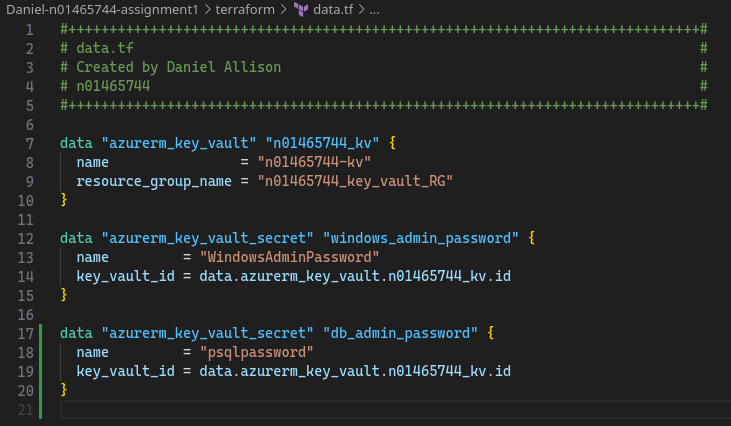 Daniel-n01465744-assignment1 > terraform > data.tf > ...
1 #++++++++++++++++++++++++++++++++++++++++++++++++++++++++++++++++++++++++++++#
2 # data.tf #
3 # Created by Daniel Allison #
4 # n01465744 #
5 #++++++++++++++++++++++++++++++++++++++++++++++++++++++++++++++++++++++++++++#
6
7 data "azurerm_key_vault" "n01465744_kv" {
8 name = "n01465744-kv"
9 resource_group_name = "n01465744_key_vault_RG"
10 }
11
12 data "azurerm_key_vault_secret" "windows_admin_password" {
13 name = "WindowsAdminPassword"
14 key_vault_id = data.azurerm_key_vault.n01465744_kv.id
15 }
16
17 data "azurerm_key_vault_secret" "db_admin_password" {
18 name = "psqlpassword"
19 key_vault_id = data.azurerm_key_vault.n01465744_kv.id
20 }
21